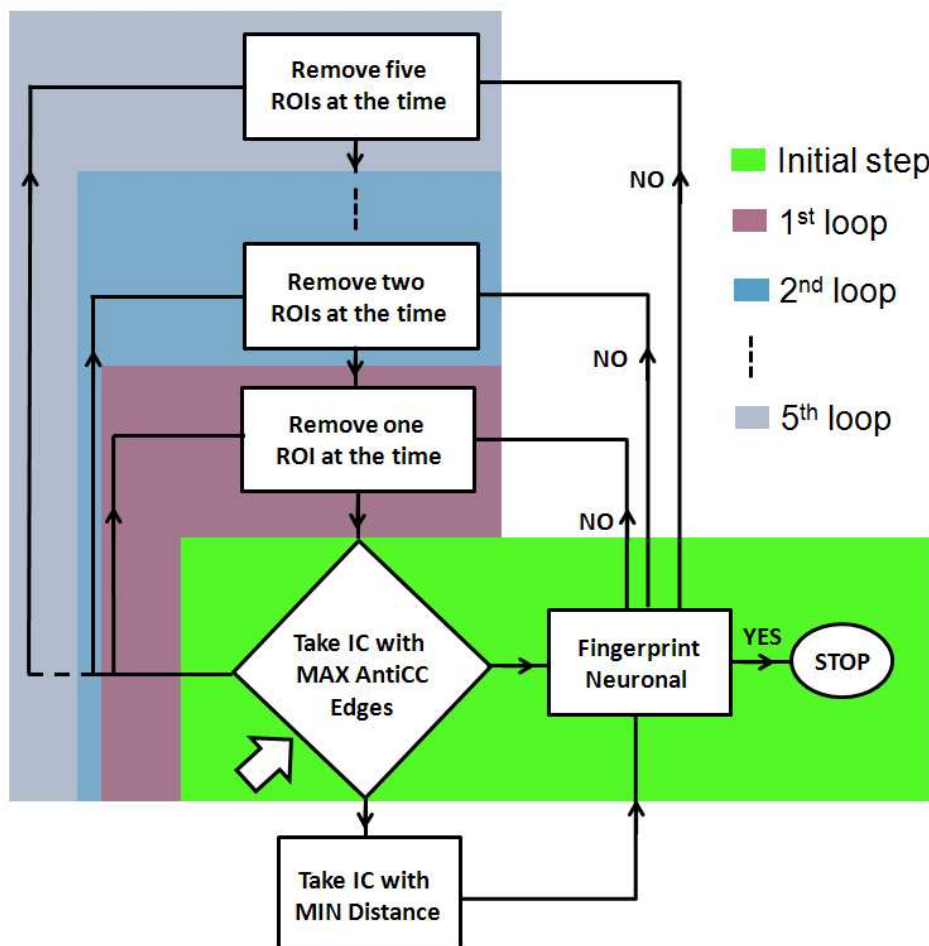 Remove five
ROIs at the time
NO
Initial step
1st loop
2nd loop
5th loop
Remove two
ROIs at the time
NO
Remove one
ROI at the time
NO
Take IC with
MAX AntiCC
Edges
Fingerprint
Neuronal
YES
STOP
Take IC with
MIN Distance